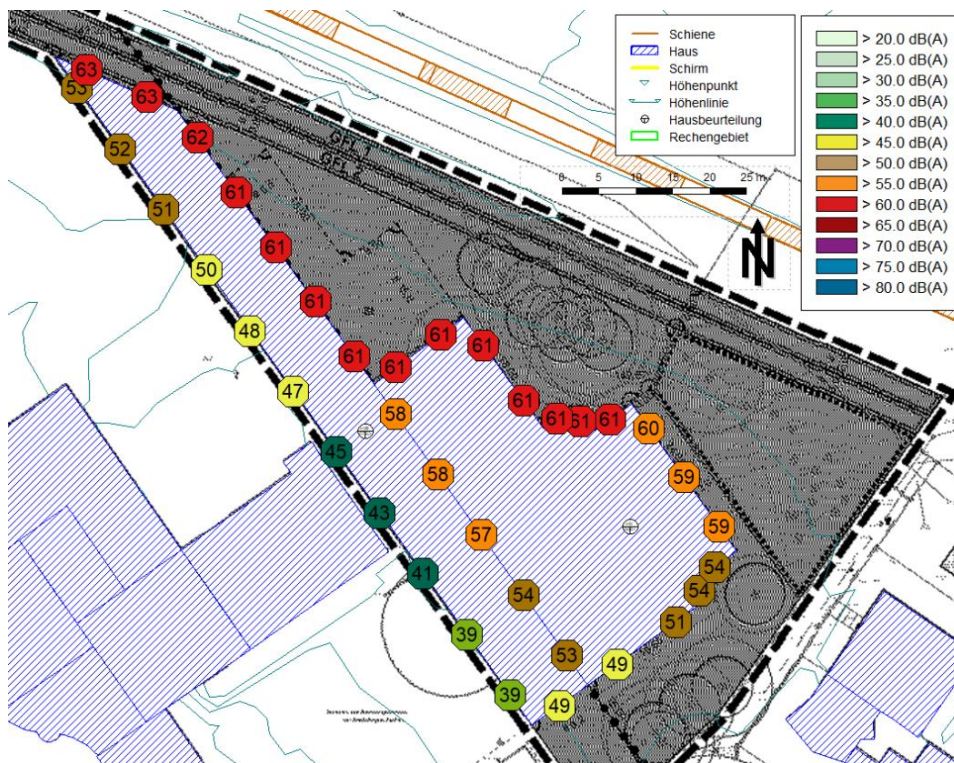 Schiene
Haus
Schirm
Höhenpunkt
Höhenlinie
Hausbeurteilung
Rechengebiet
> 20.0 dB(A)
> 25.0 dB(A)
> 30.0 dB(A)
> 35.0 dB(A)
> 40.0 dB(A)
> 45.0 dB(A)
> 50.0 dB(A)
> 55.0 dB(A)
> 60.0 dB(A)
> 65.0 dB(A)
> 70.0 dB(A)
> 75.0 dB(A)
> 80.0 dB(A)
0 5 10 15 20 25 m
N
63
53
63
62
52
61
51
61
50
61
48
61
61
61
61
47
58
61
61
61
61
60
45
58
59
43
57
59
41
54
54
54
39
51
53
49
39
49